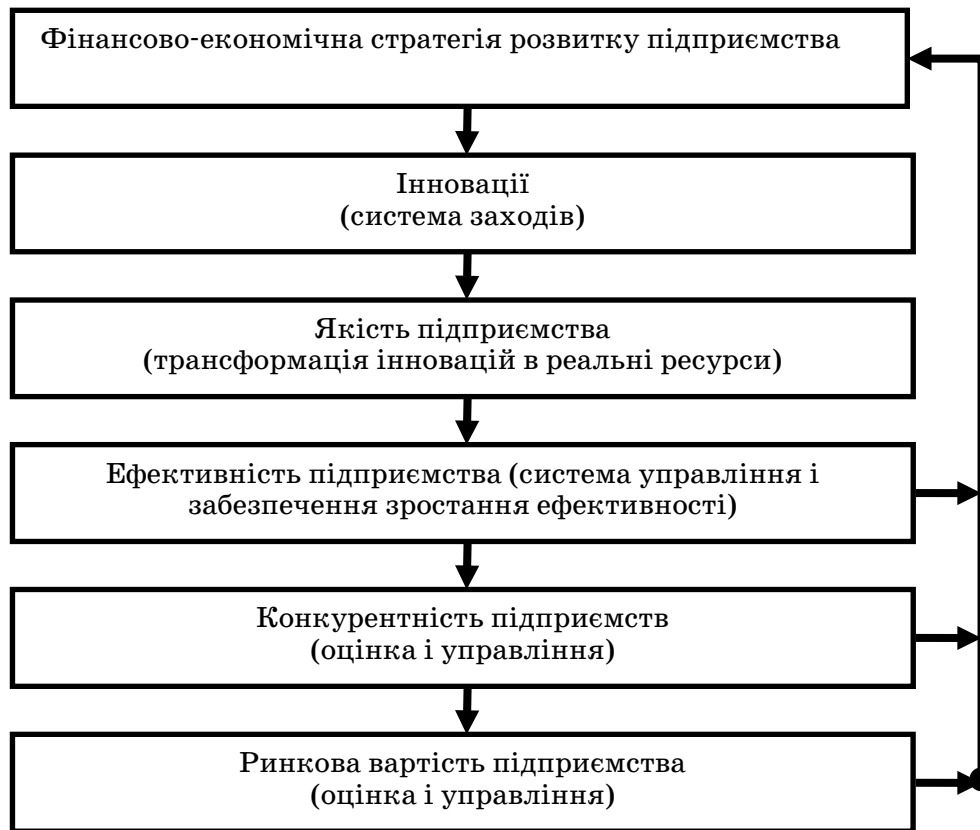 Фінансово-економічна стратегія розвитку підприємства
Інновації
(система заходів)
Якість підприємства
(трансформація інновацій в реальні ресурси)
Ефективність підприємства (система управління і
забезпечення зростання ефективності)
Конкурентність підприємств
(оцінка і управління)
Ринкова вартість підприємства
(оцінка і управління)